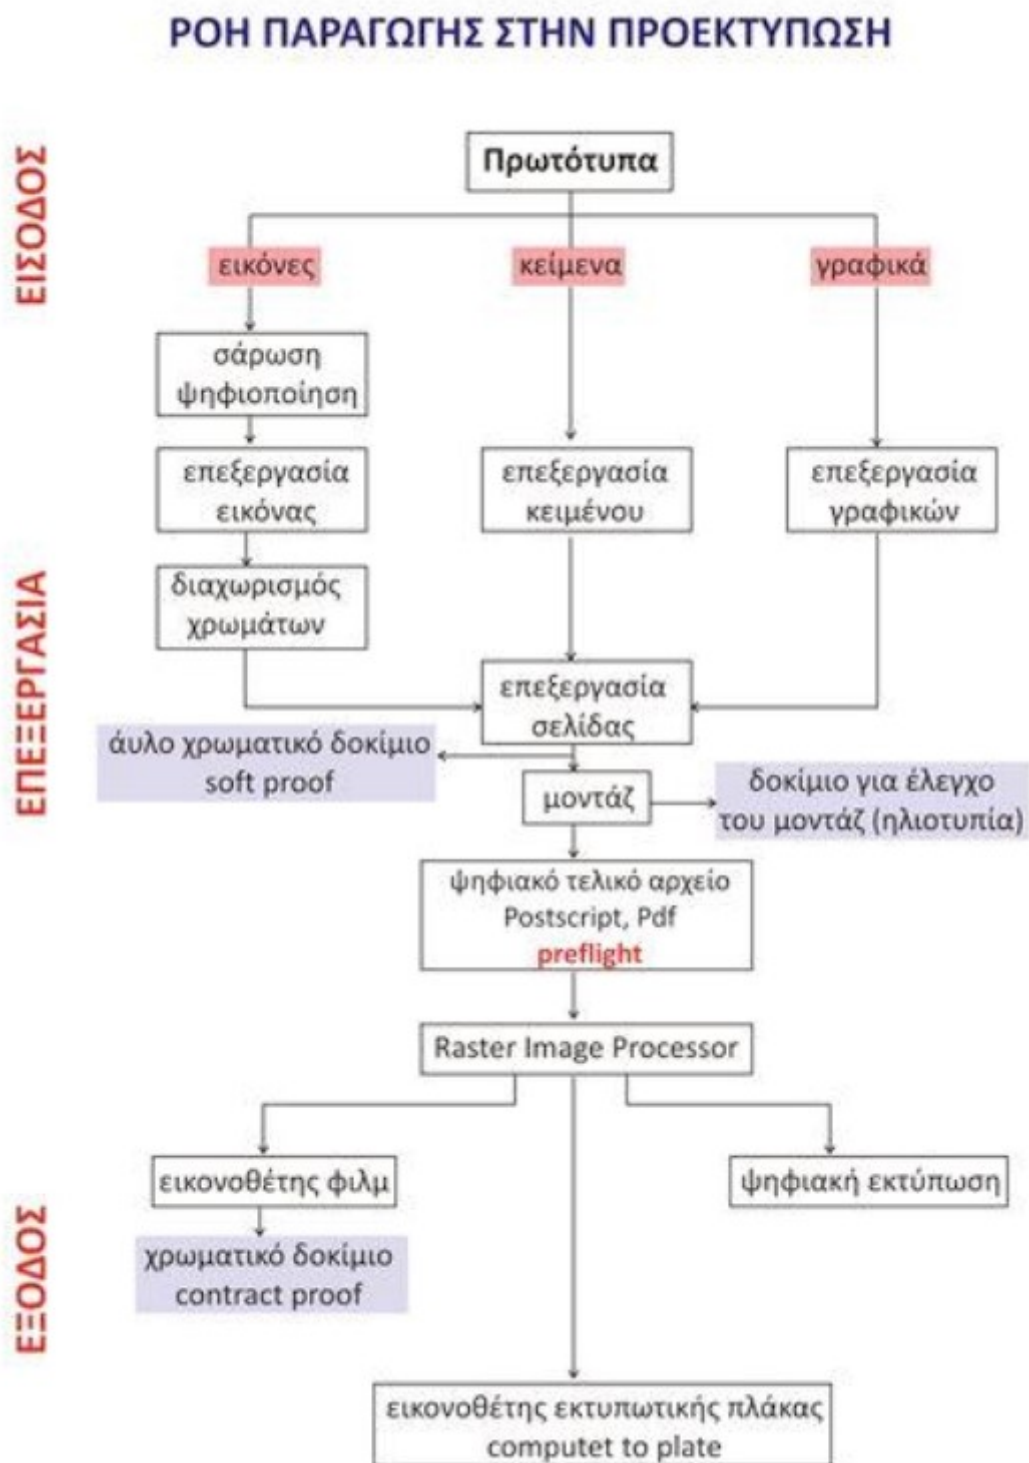 ΡΟΗ ΠΑΡΑΓΩΓΗΣ ΣΤΗΝ ΠΡΟΕΚΤΥΠΩΣΗ
ΕΙΣΟΔΟΣ
Πρωτότυπα
εικόνες
κείμενα
γραφικά
σάρωση
ψηφιοποίηση
επεξεργασία
εικόνας
επεξεργασία
κειμένου
επεξεργασία
γραφικών
ΕΠΕΞΕΡΓΑΣΙΑ
διαχωρισμός
χρωμάτων
επεξεργασία
σελίδας
άυλο χρωματικό δοκίμιο
soft proof
μοντάζ
δοκίμιο για έλεγχο
του μοντάζ (ηλιοτυπία)
ψηφιακό τελικό αρχείο
Postscript, Pdf
preflight
Raster Image Processor
ΕΞΟΔΟΣ
εικονοθέτης φιλμ
ψηφιακή εκτύπωση
χρωματικό δοκίμιο
contract proof
εικονοθέτης εκτυπωτικής πλάκας
computet to plate